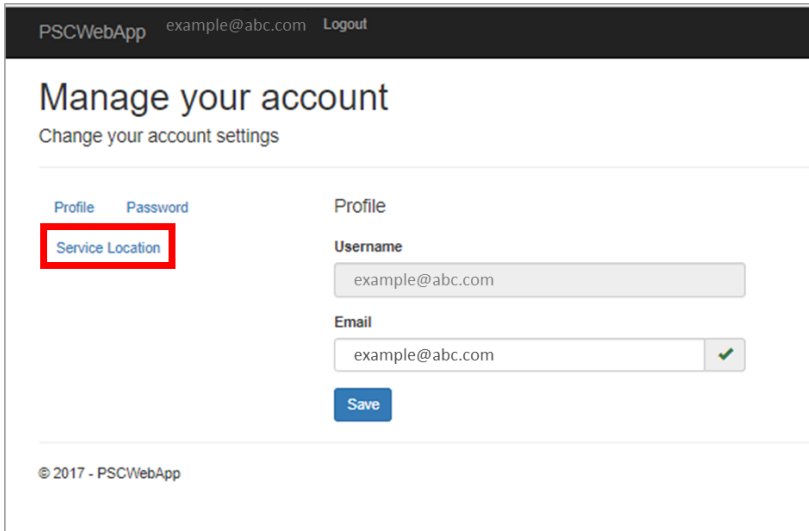 PSCWebApp example@abc.com Logout
Manage your account
Change your account settings
Profile Password
Service Location
Profile
Username
example@abc.com
Email
example@abc.com
Save
© 2017 - PSCWebApp